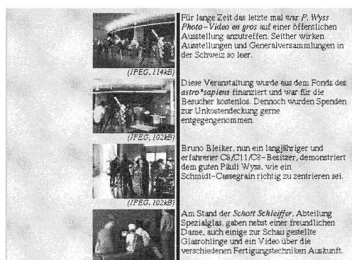 Für lange Zeit das letzte mal war P. Wyss
Photo-Video en gros auf einer öffentlichen
Ausstellung anzutreffen. Seither wirken
Ausstellungen und Generalversammlungen in
der Schweiz so leer.
(JPEG, 114kB)
Diese Veranstaltung wurde aus dem Fonds des
astro*sapiens finanziert und war für die
Besucher kostenlos. Dennoch wurden Spenden
zur Unkostendeckung gerne
entgegengenommen.
(JPEG, 102kB)
Bruno Bleiker, nun ein langjähriger und
erfahrener C8/C11/C8-Besitzer, demonstriert
dem guten Päuli Wyss, wie ein
Schmidt-Cassegrain richtig zu zentrieren sei.
(JPEG, 102kB)
Am Stand der Schott Schleiffer, Abteilung
Spezialglas, gaben nebst einer freundlichen
Dame, auch einige zur Schau gestellte
Glasrohlinge und ein Video über die
verschiedenen Fertigungstechniken Auskunft.